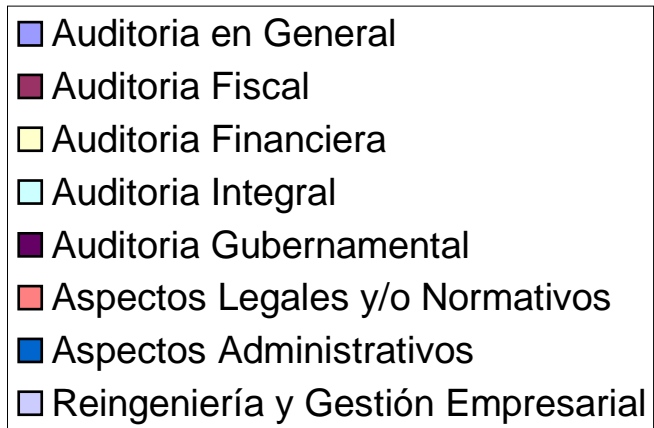 Auditoria en General
Auditoria Fiscal
Auditoria Financiera
Auditoria Integral
Auditoria Gubernamental
Aspectos Legales y/o Normativos
Aspectos Administrativos
Reingeniería y Gestión Empresarial